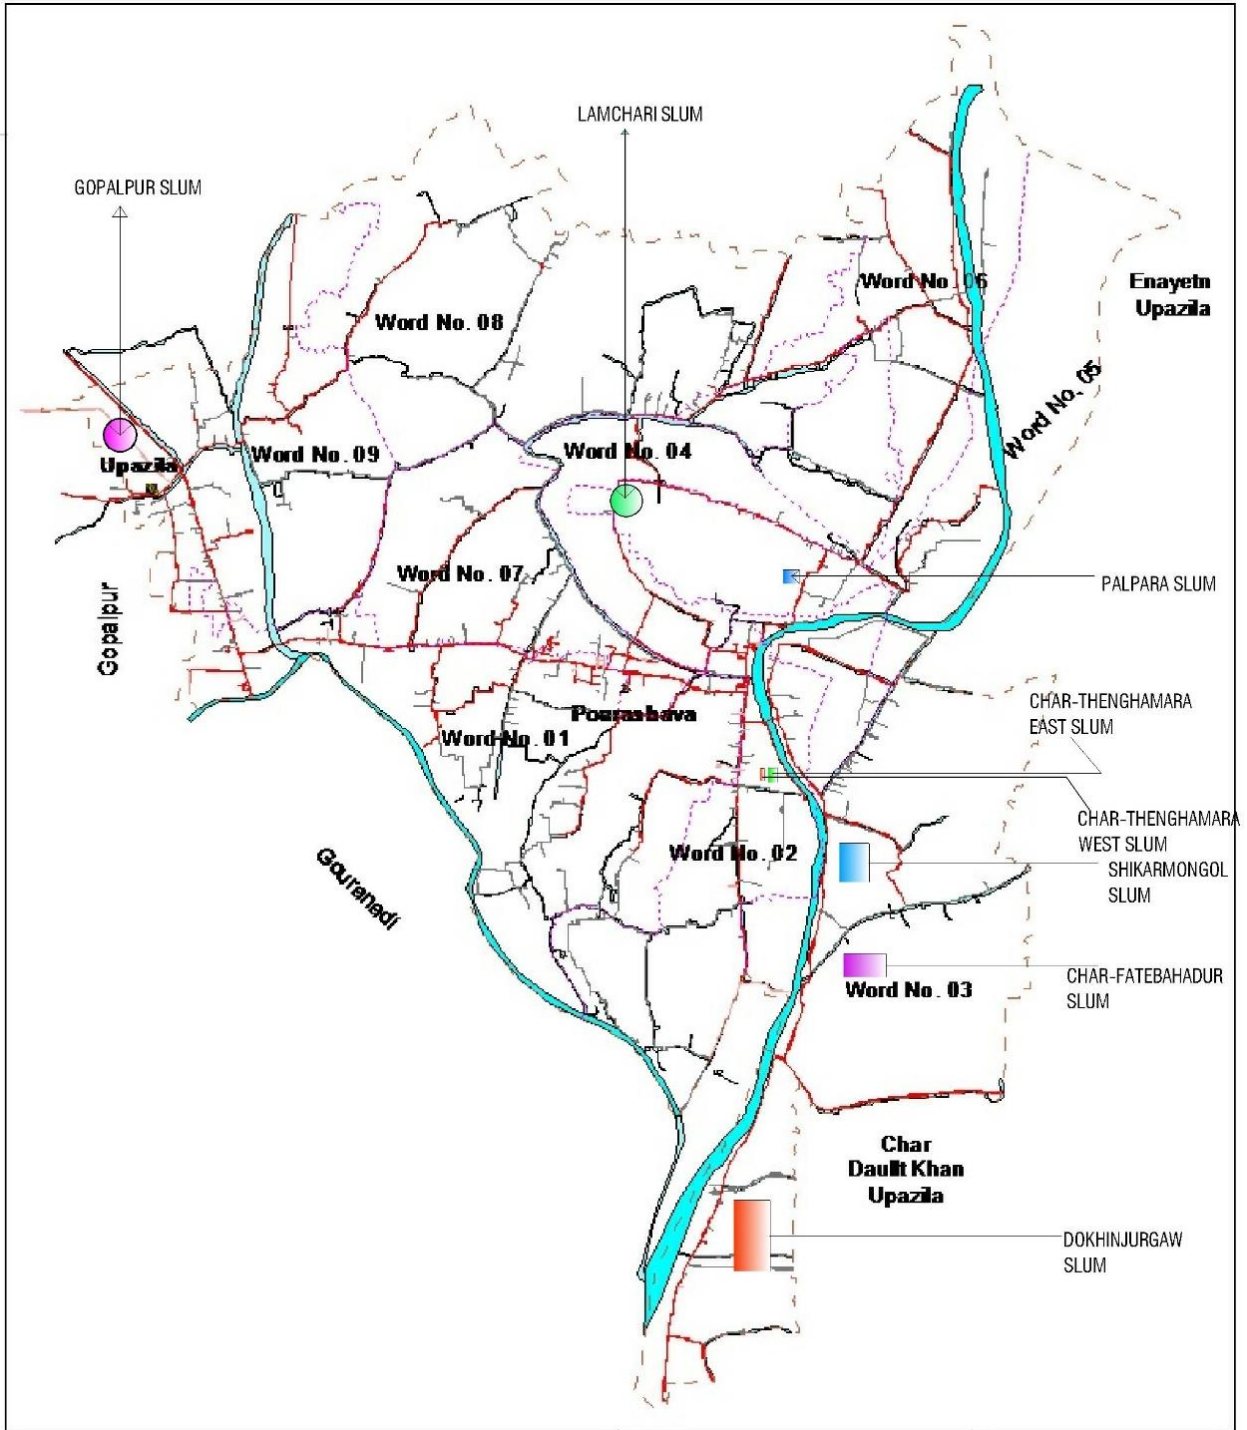 LAMCHARI SLUM
GOPALPUR SLUM
Word No. 06
Enayetn
Upazila
Word No. 08
Word No. 05
Word No. 09
Word No. 04
Upazila
Word No. 07
PALPARA SLUM
Gopalpur
CHAR-THENGHAMARA
EAST SLUM
Pourashava
Word No. 01
CHAR-THENGHAMARA
WEST SLUM
Word No. 02
SHIKARMONGOL
SLUM
Gouranadi
CHAR-FATEBAHADUR
SLUM
Word No. 03
Char
Daullt Khan
Upazila
DOKHINJURGAW
SLUM